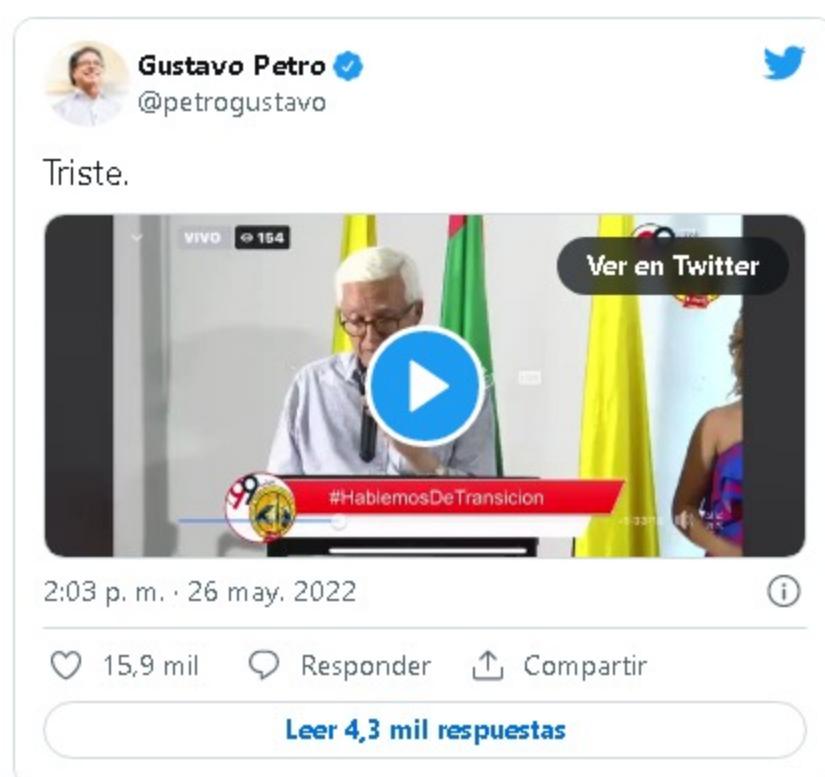 Gustavo Petro
@petrogustavo
Triste.
VIVO 154
Ver en Twitter
99
#HablemosDeTransicion
2:03 p. m. · 26 may. 2022
15,9 mil Responder Compartir
Leer 4,3 mil respuestas